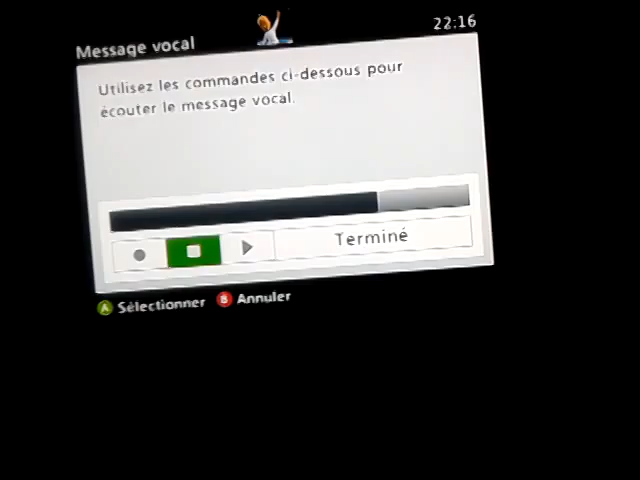 Message vocal
22:16
Utilisez les commandes ci-dessous pour
écouter le message vocal.
Terminé
A Sélectionner B Annuler